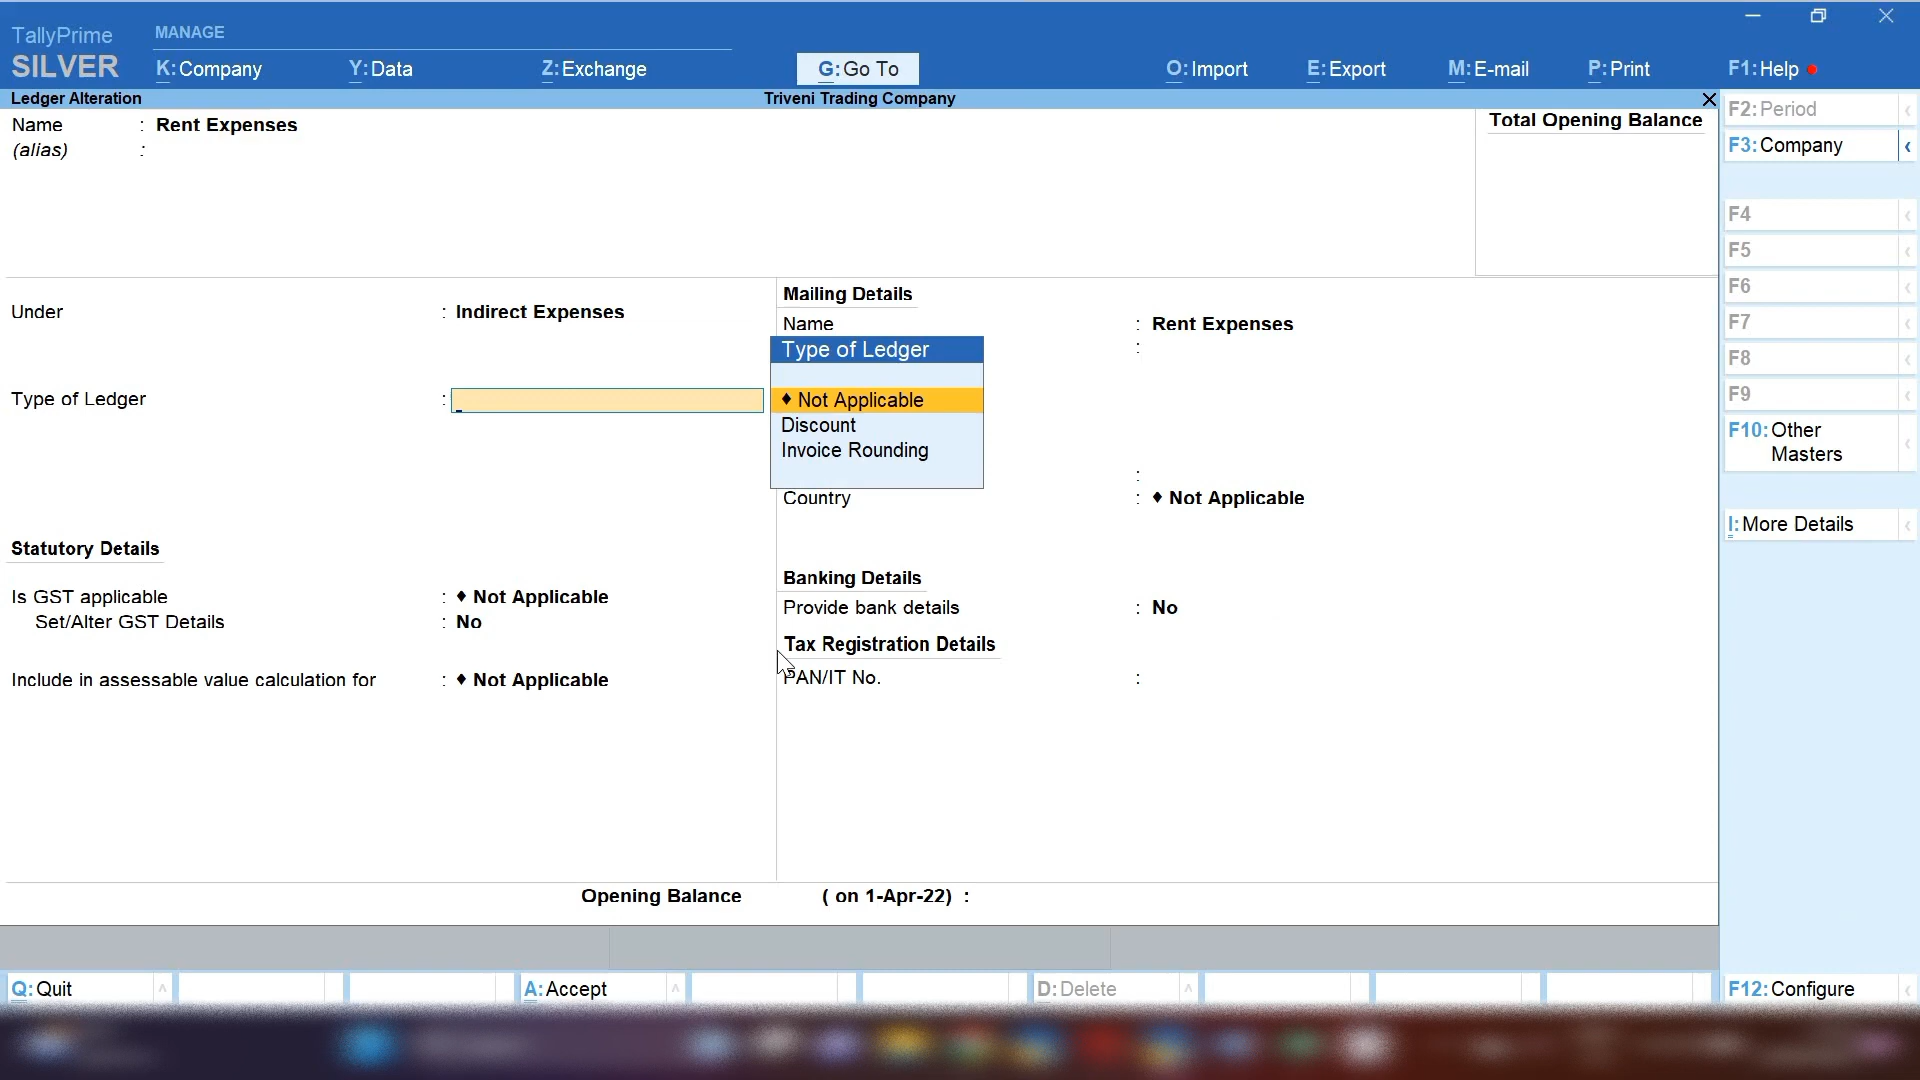 TallyPrime
SILVER
MANAGE
K: Company
Y: Data
Z: Exchange
G: Go To
O: Import
E: Export
M: E-mail
P: Print
F1: Help
Ledger Alteration
Triveni Trading Company
Name : Rent Expenses
(alias) :
Total Opening Balance
Under : Indirect Expenses
Type of Ledger :
Type of Ledger
♦ Not Applicable
Discount
Invoice Rounding
Statutory Details
Is GST applicable : ♦ Not Applicable
Set/Alter GST Details : No
Include in assessable value calculation for : ♦ Not Applicable
Mailing Details
Name : Rent Expenses
:
:
Country : ♦ Not Applicable
Banking Details
Provide bank details : No
Tax Registration Details
PAN/IT No. :
Opening Balance ( on 1-Apr-22) :
F2: Period
F3: Company
F4
F5
F6
F7
F8
F9
F10: Other
Masters
I: More Details
Q: Quit
A: Accept
D: Delete
F12: Configure